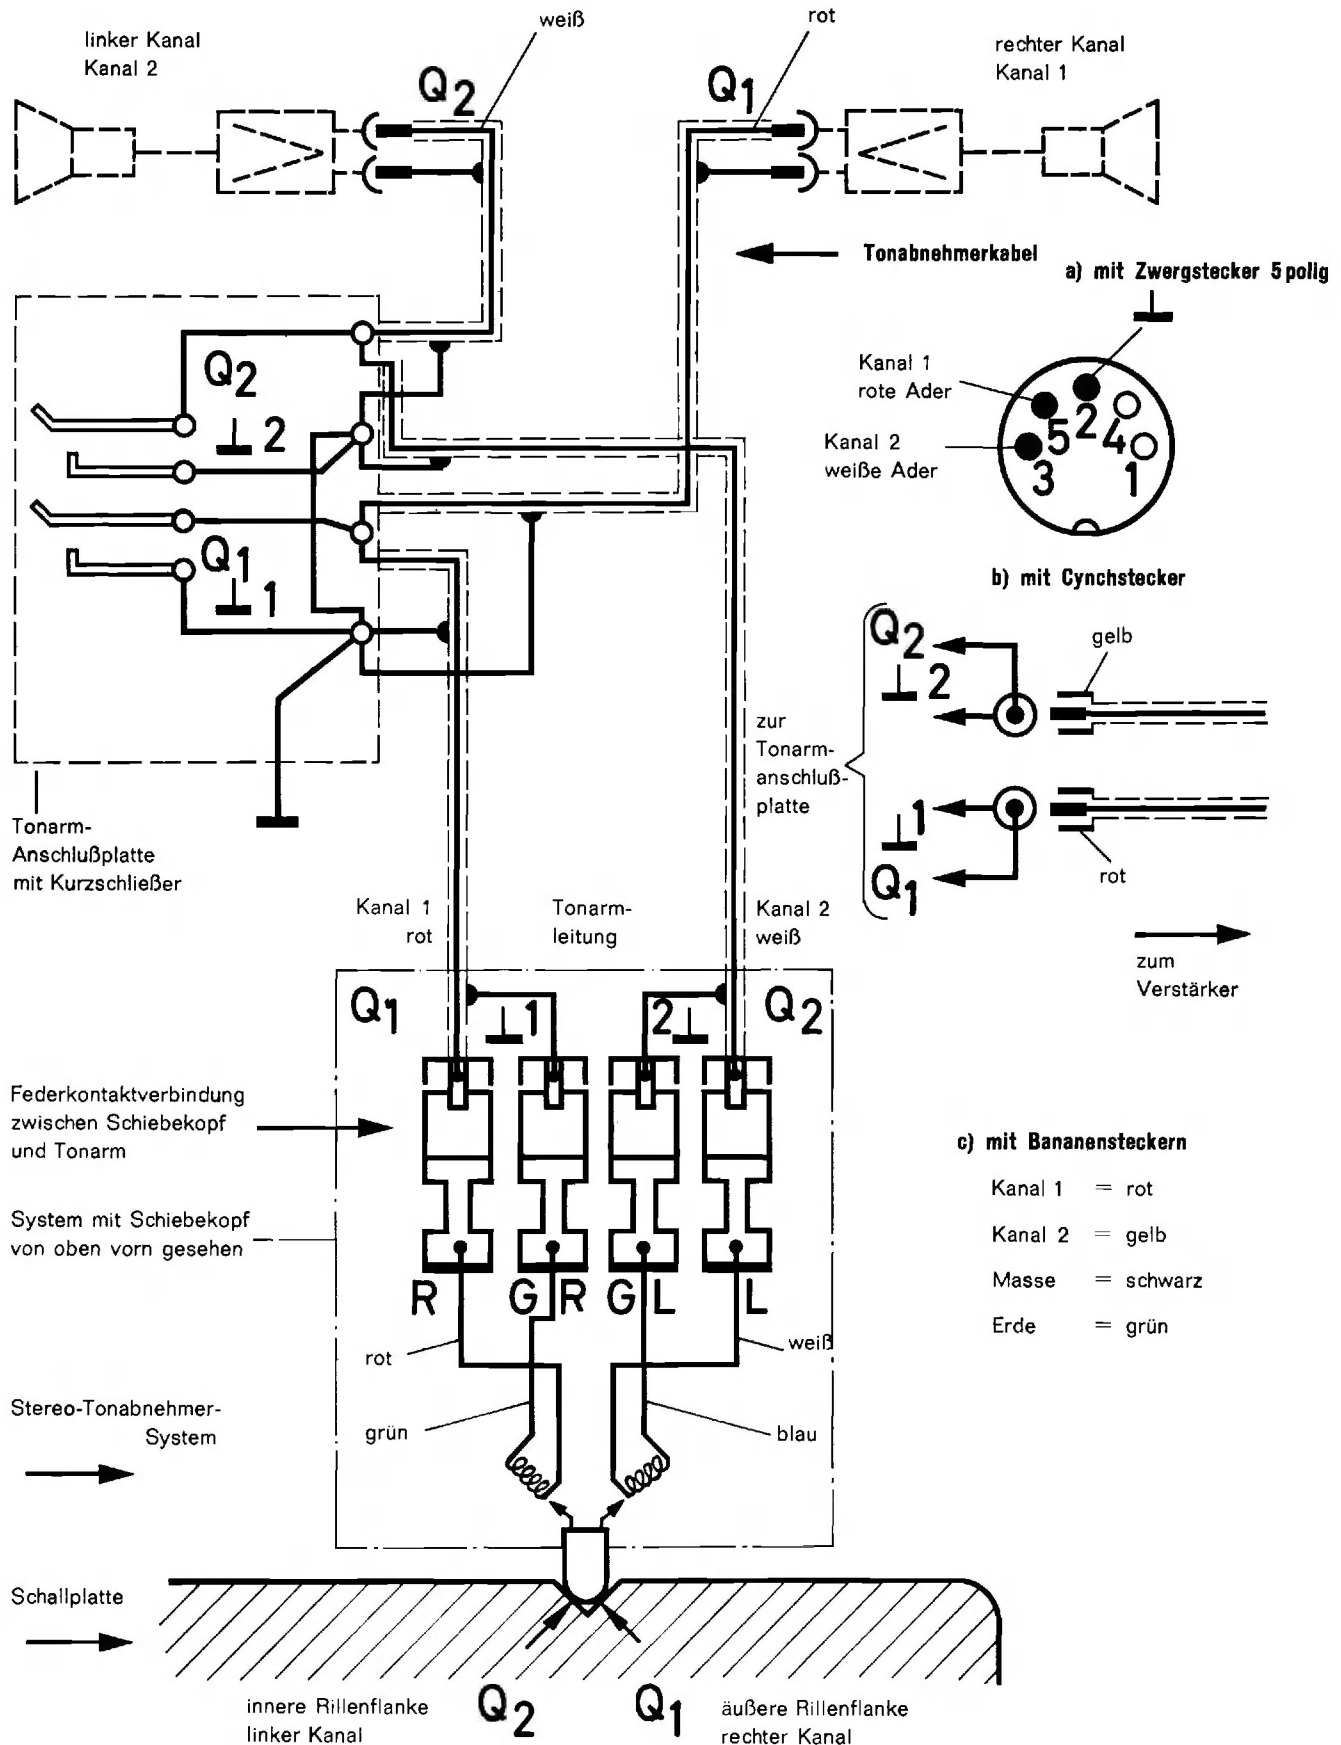 weiß
rot
linker Kanal
Kanal 2
rechter Kanal
Kanal 1
Q2
Q1
Tonabnehmerkabel
a) mit Zwergstecker 5 polig
Kanal 1
rote Ader
Kanal 2
weiße Ader
5 2 4
3 1
Q2
2
Q1
1
b) mit Cynchstecker
Q2
2
gelb
zur
Tonarm-
anschluß-
platte
1
Q1
rot
zum
Verstärker
Tonarm-
Anschlußplatte
mit Kurzschließer
Kanal 1
rot
Tonarm-
leitung
Kanal 2
weiß
Q1 1 2 Q2
Federkontaktverbindung
zwischen Schiebekopf
und Tonarm
System mit Schiebekopf
von oben vorn gesehen
R G R G L L
c) mit Bananensteckern
Kanal 1 = rot
Kanal 2 = gelb
Masse = schwarz
Erde = grün
rot
weiß
grün
blau
Stereo-Tonabnehmer-
System
Schallplatte
innere Rillenflanke
linker Kanal
Q2
Q1
äußere Rillenflanke
rechter Kanal